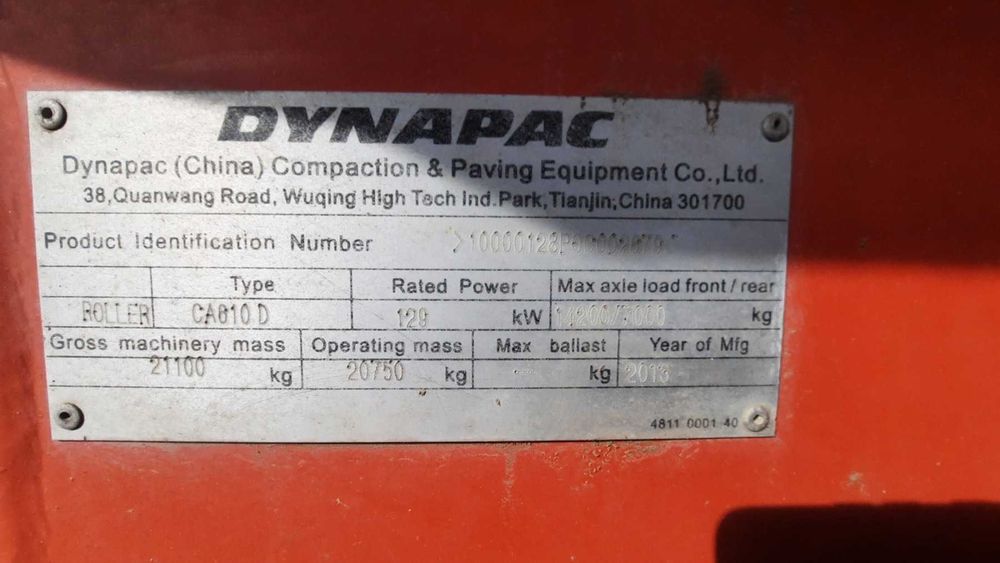 DYNAPAC
Dynapac (China) Compaction & Paving Equipment Co.,Ltd.
38,Quanwang Road, Wuqing High Tech Ind.Park,Tianjin,China 301700
Product Identification Number
Type Rated Power Max axle load front / rear
ROLLER CA610 D 129 kW kg
Gross machinery mass Operating mass Max ballast Year of Mfg
21100 kg 20750 kg kg 2013
4811 0001 40